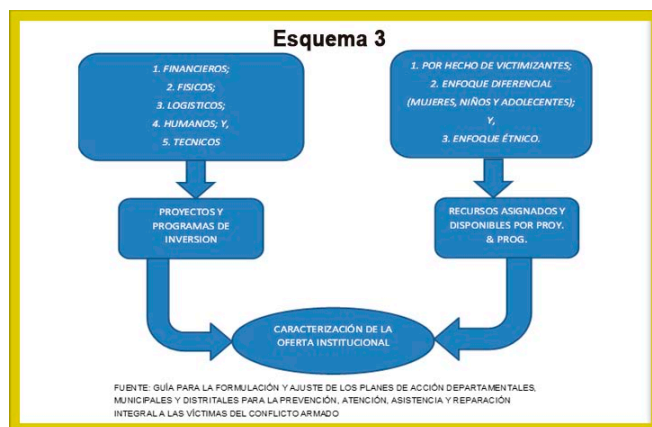 Esquema 3
1. FINANCIEROS;
2. FISICOS;
3. LOGISTICOS;
4. HUMANOS; Y,
5. TECNICOS
1. POR HECHO DE VICTIMIZANTES;
2. ENFOQUE DIFERENCIAL
(MUJERES, NIÑOS Y ADOLECENTES);
Y,
3. ENFOQUE ÉTNICO.
PROYECTOS Y
PROGRAMAS DE
INVERSION
RECURSOS ASIGNADOS Y
DISPONIBLES POR PROY.
& PROG.
CARACTERIZACIÓN DE LA
OFERTA INSTITUCIONAL
FUENTE: GUÍA PARA LA FORMULACIÓN Y AJUSTE DE LOS PLANES DE ACCIÓN DEPARTAMENTALES,
MUNICIPALES Y DISTRITALES PARA LA PREVENCIÓN, ATENCIÓN, ASISTENCIA Y REPARACIÓN
INTEGRAL A LAS VÍCTIMAS DEL CONFLICTO ARMADO